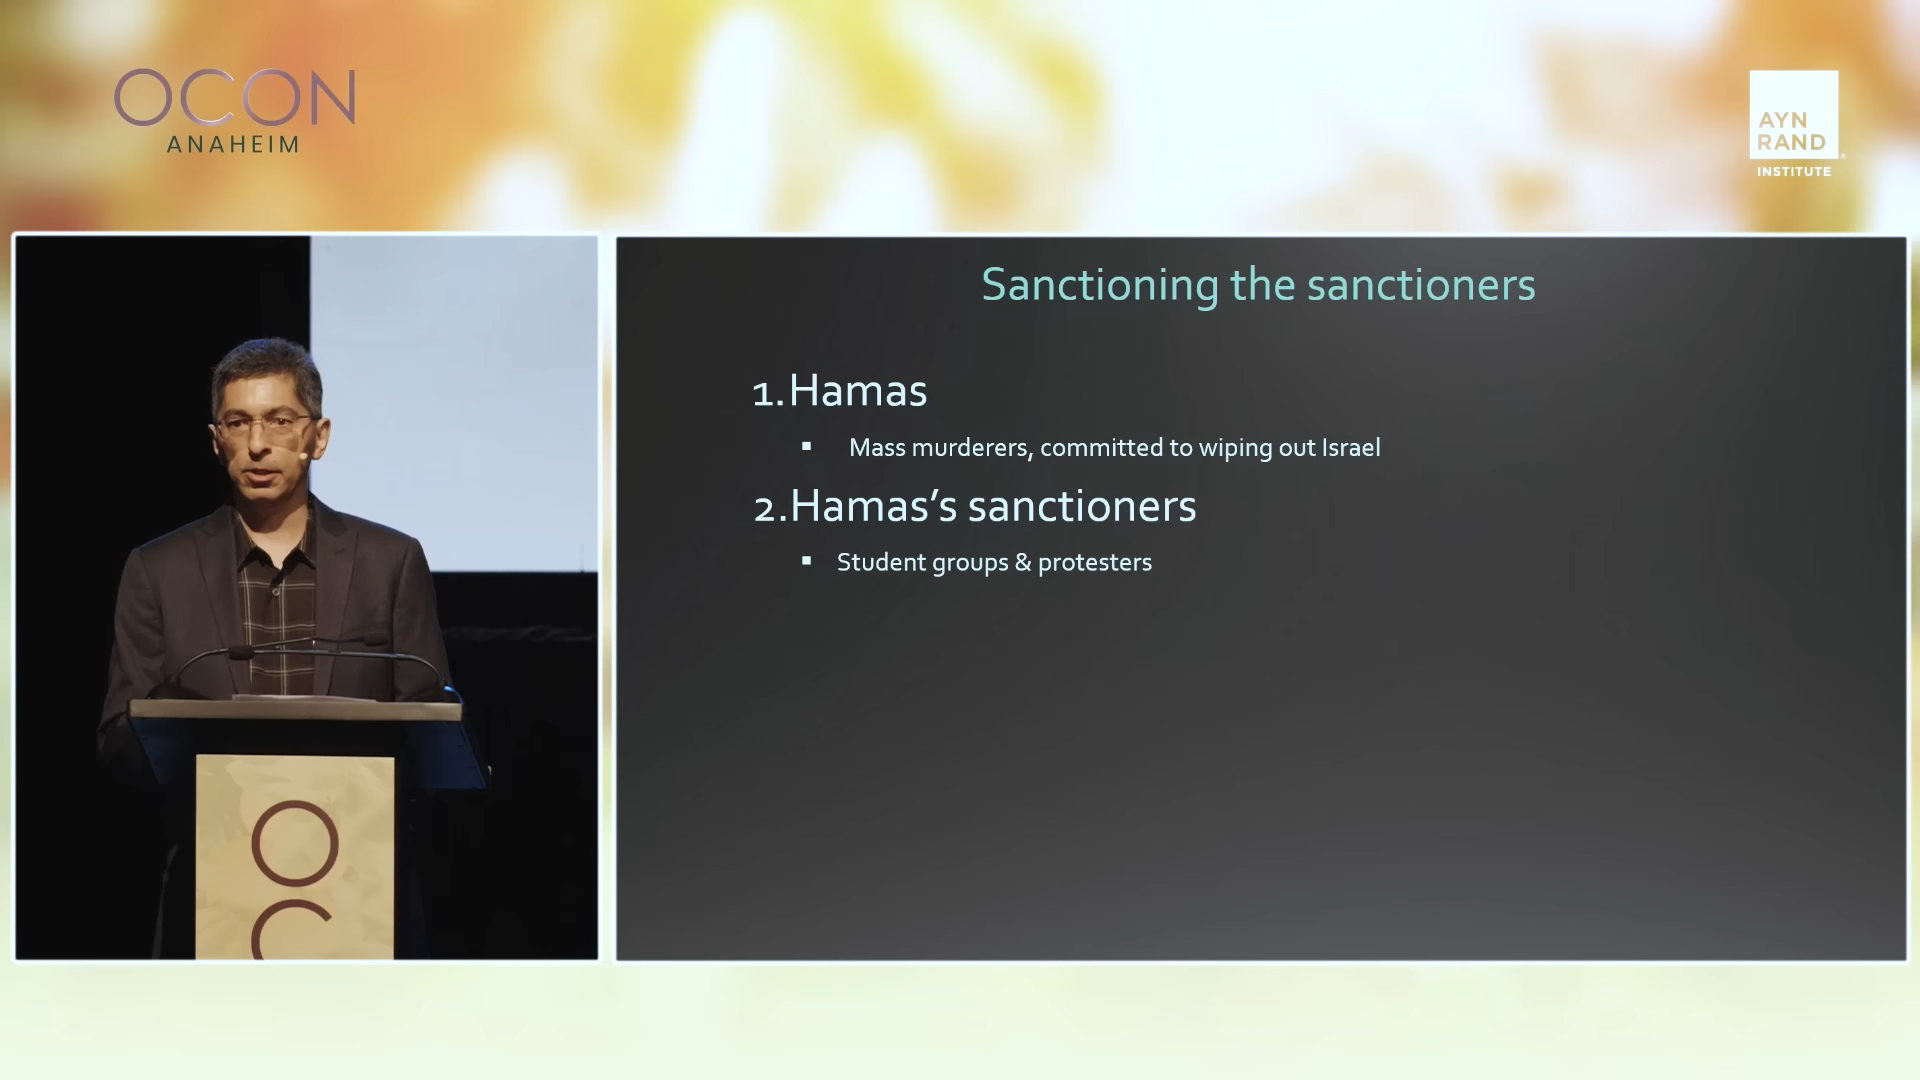 OCON
ANAHEIM
AYN
RAND
INSTITUTE
Sanctioning the sanctioners
1. Hamas
▪ Mass murderers, committed to wiping out Israel
2. Hamas’s sanctioners
▪ Student groups & protesters
OC